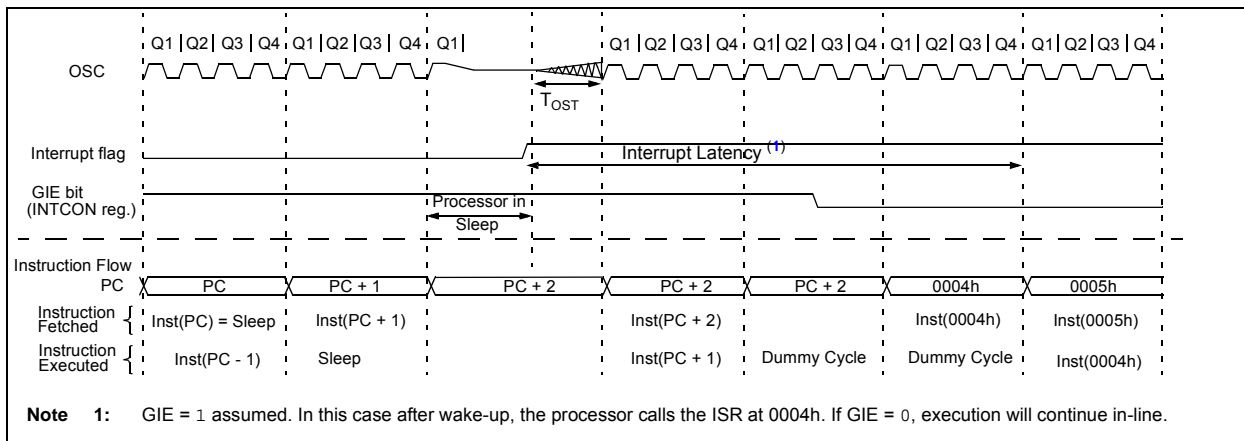 Q1 | Q2 | Q3 | Q4 Q1 | Q2 | Q3 | Q4 Q1 | Q1 | Q2 | Q3 | Q4 Q1 | Q2 | Q3 | Q4 Q1 | Q2 | Q3 | Q4 Q1 | Q2 | Q3 | Q4
OSC
TOST
Interrupt flag
Interrupt Latency (1)
GIE bit
(INTCON reg.)
Processor in
Sleep
Instruction Flow
PC PC PC + 1 PC + 2 PC + 2 PC + 2 0004h 0005h
Instruction
Fetched { Inst(PC) = Sleep Inst(PC + 1) Inst(PC + 2) Inst(0004h) Inst(0005h)
Instruction
Executed { Inst(PC - 1) Sleep Inst(PC + 1) Dummy Cycle Dummy Cycle Inst(0004h)
Note 1: GIE = 1 assumed. In this case after wake-up, the processor calls the ISR at 0004h. If GIE = 0, execution will continue in-line.